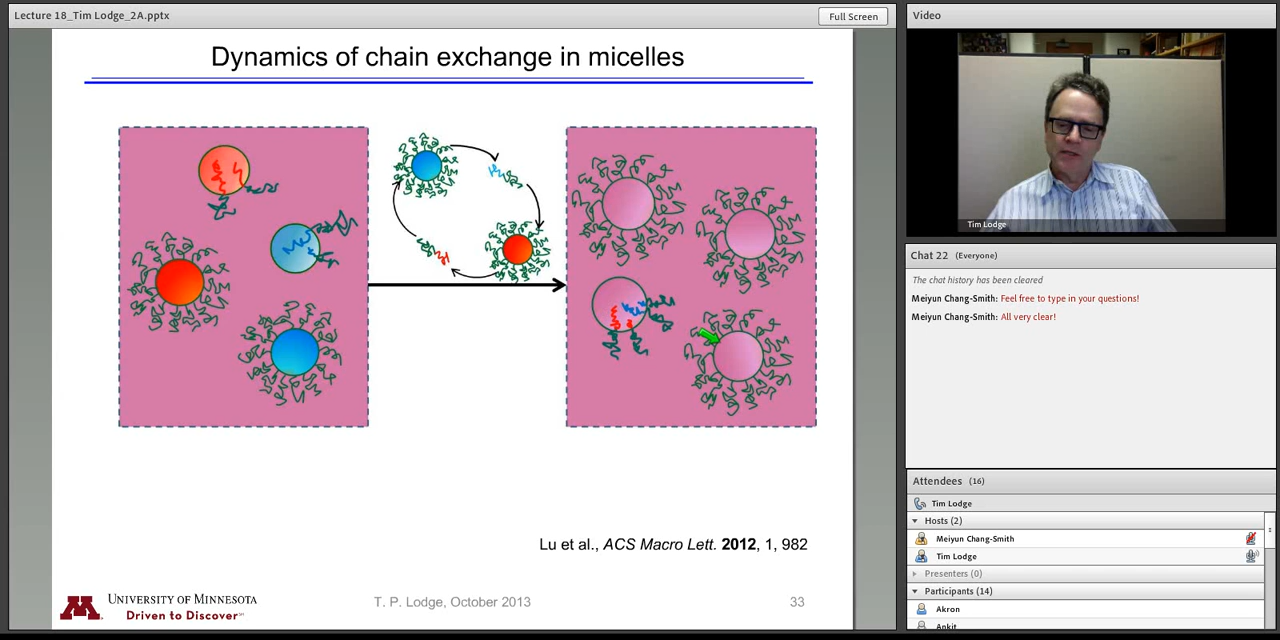 Lecture 18_Tim Lodge_2A.pptx
Full Screen
Dynamics of chain exchange in micelles
Lu et al., ACS Macro Lett. 2012, 1, 982
UNIVERSITY OF MINNESOTA
Driven to Discover
SM
T. P. Lodge, October 2013
33
Video
Tim Lodge
Chat 22 (Everyone)
The chat history has been cleared
Meiyun Chang-Smith: Feel free to type in your questions!
Meiyun Chang-Smith: All very clear!
Attendees (16)
Tim Lodge
Hosts (2)
Meiyun Chang-Smith
Tim Lodge
Presenters (0)
Participants (14)
Akron
Ankit